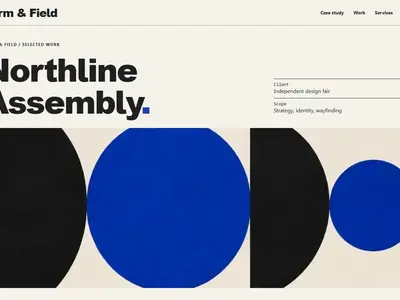 rm & Field
Case study Work Services
& FIELD / SELECTED WORK
Northline
Assembly.
Client
Independent design fair
Scope
Strategy, identity, wayfinding